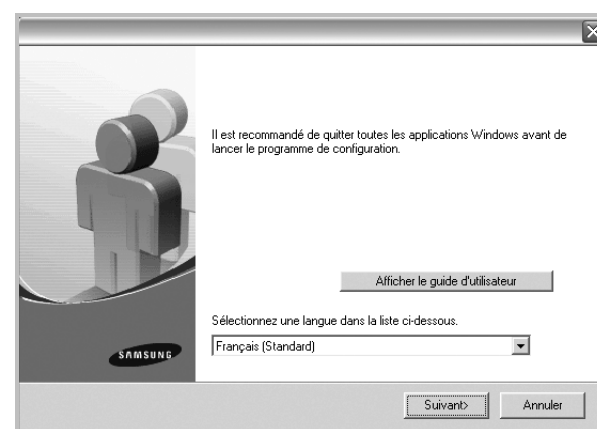 Il est recommandé de quitter toutes les applications Windows avant de
lancer le programme de configuration.
Afficher le guide d'utilisateur
Sélectionnez une langue dans la liste ci-dessous.
SAMSUNG
Français (Standard)
Suivant>
Annuler